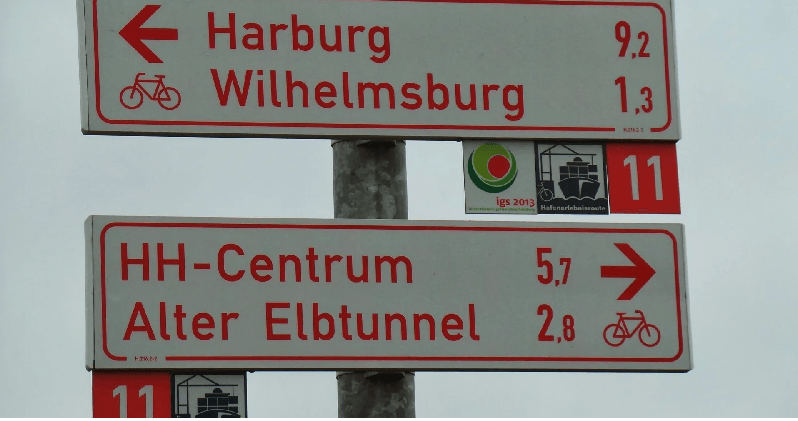 Harburg 9,2
Wilhelmsburg 1,3
igs 2013
Hafenerlebnisroute
11
HH-Centrum 5,7
Alter Elbtunnel 2,8
11